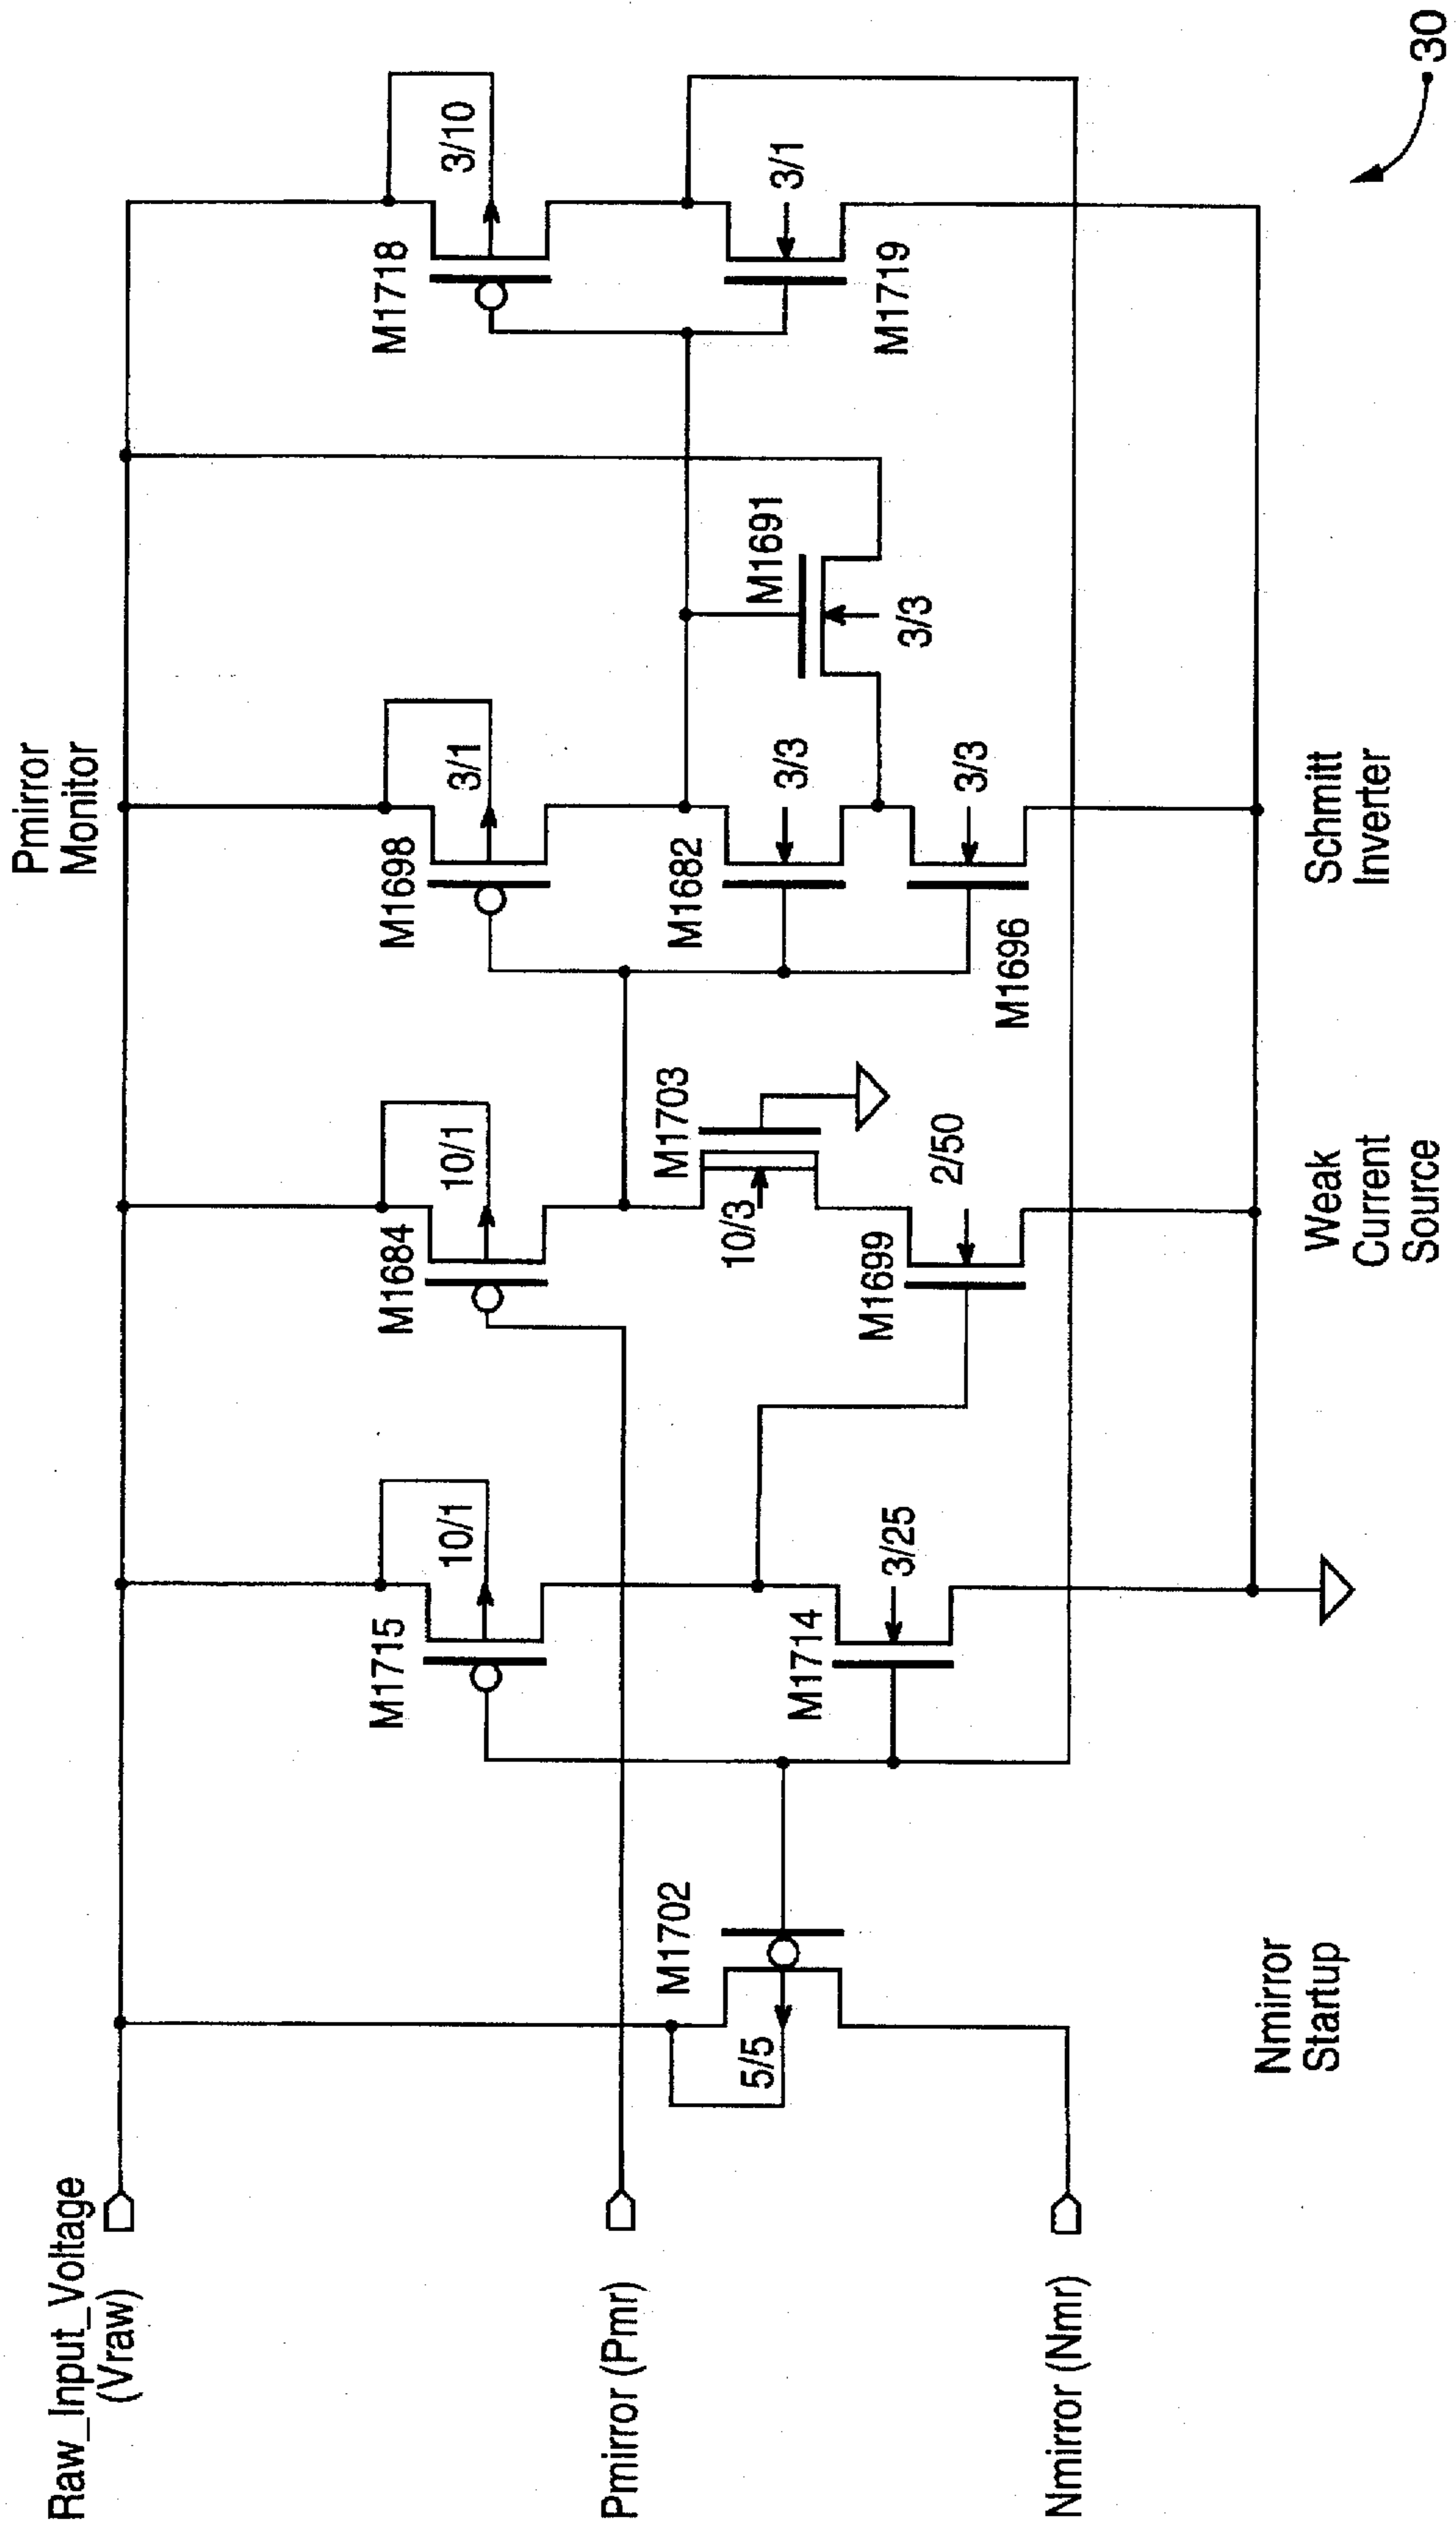 Pmirror
Monitor
Raw_Input_Voltage
(Vraw)
Pmirror (Pmr)
Nmirror (Nmr)
M1702
5/5
M1715
10/1
M1714
3/25
M1684
10/1
M1703
10/3
M1699
2/50
M1698
3/1
M1682
3/3
M1696
3/3
M1691
3/3
M1718
3/10
M1719
3/1
Nmirror
Startup
Weak
Current
Source
Schmitt
Inverter
30